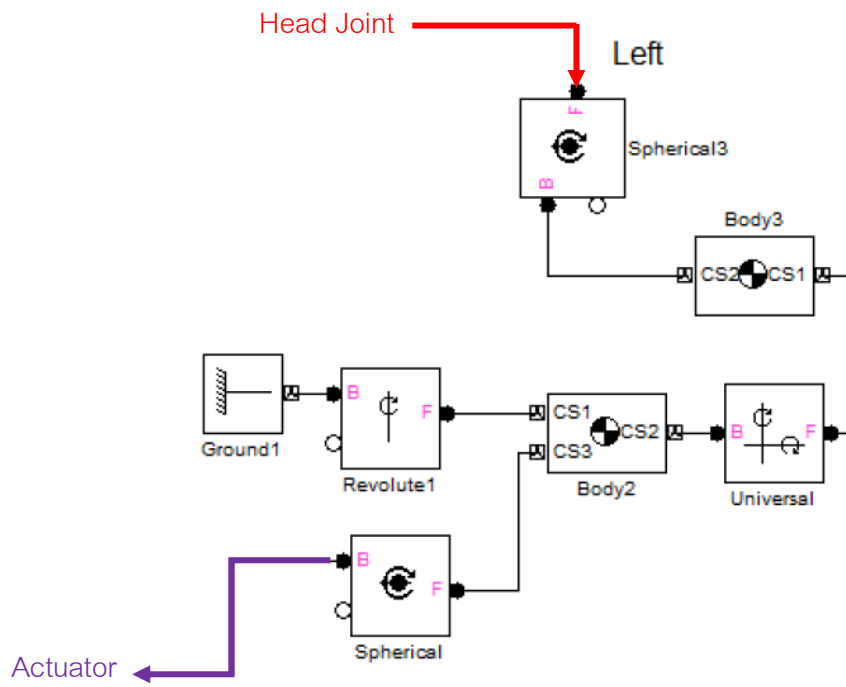 Head Joint
Left
F
Spherical3
B
Body3
CS2 CS1
B
F
CS1
CS2
CS3
B F
Ground1
Revolute1
Body2
Universal
B
F
Spherical
Actuator